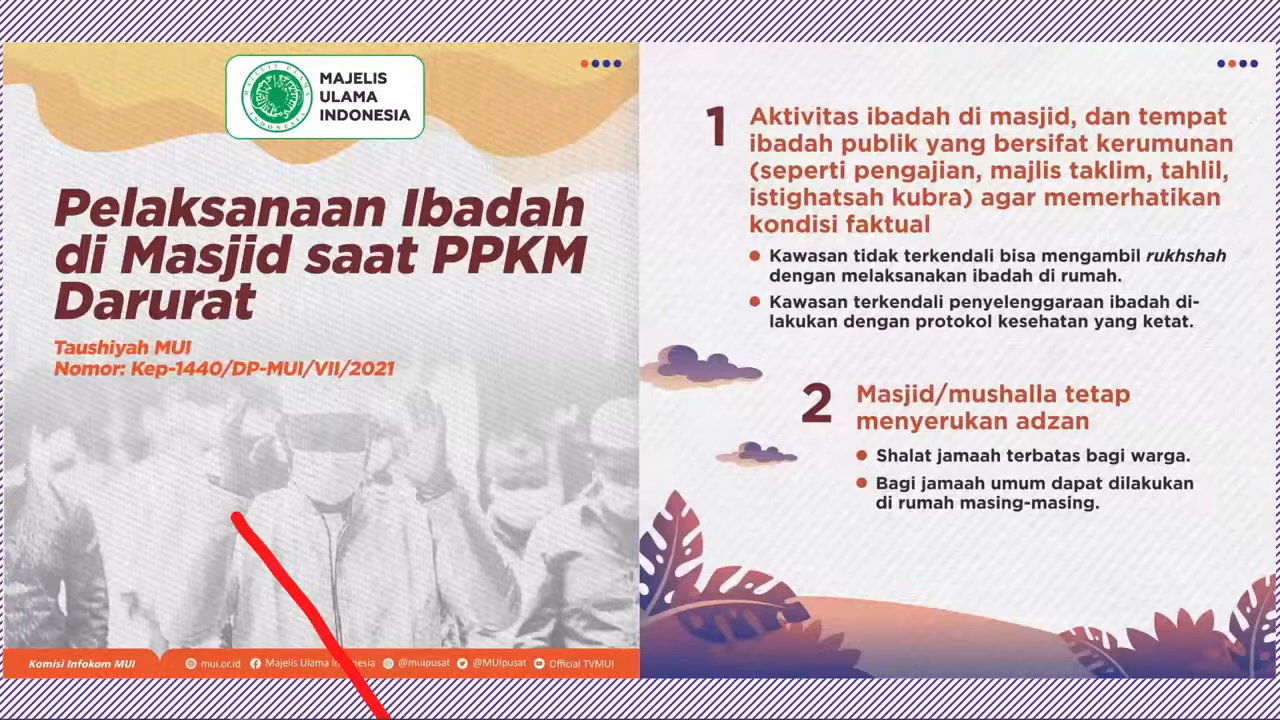 MAJELIS
ULAMA
INDONESIA
Pelaksanaan Ibadah
di Masjid saat PPKM
Darurat
Taushiyah MUI
Nomor: Kep-1440/DP-MUI/VII/2021
Komisi Infokom MUI
mui.or.id
Majelis Ulama Indonesia
@muipusat
@MUIpusat
Official TVMUI
1
Aktivitas ibadah di masjid, dan tempat
ibadah publik yang bersifat kerumunan
(seperti pengajian, majlis taklim, tahlil,
istighatsah kubra) agar memerhatikan
kondisi faktual
Kawasan tidak terkendali bisa mengambil rukhshah
dengan melaksanakan ibadah di rumah.
Kawasan terkendali penyelenggaraan ibadah di-
lakukan dengan protokol kesehatan yang ketat.
2
Masjid/mushalla tetap
menyerukan adzan
Shalat jamaah terbatas bagi warga.
Bagi jamaah umum dapat dilakukan
di rumah masing-masing.